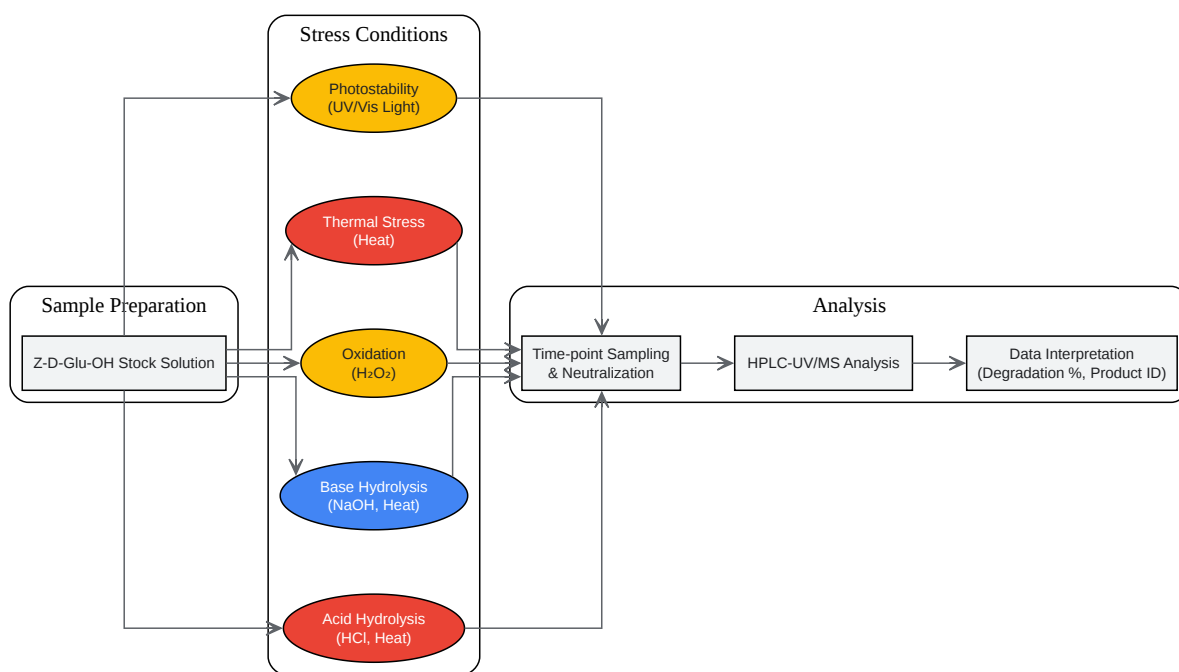 Stress Conditions
Photostability
(UV/Vis Light)
Thermal Stress
(Heat)
Sample Preparation
Analysis
Z-D-Glu-OH Stock Solution
Oxidation
(H₂O₂)
Time-point Sampling
& Neutralization
HPLC-UV/MS Analysis
Data Interpretation
(Degradation %, Product ID)
Base Hydrolysis
(NaOH, Heat)
Acid Hydrolysis
(HCl, Heat)